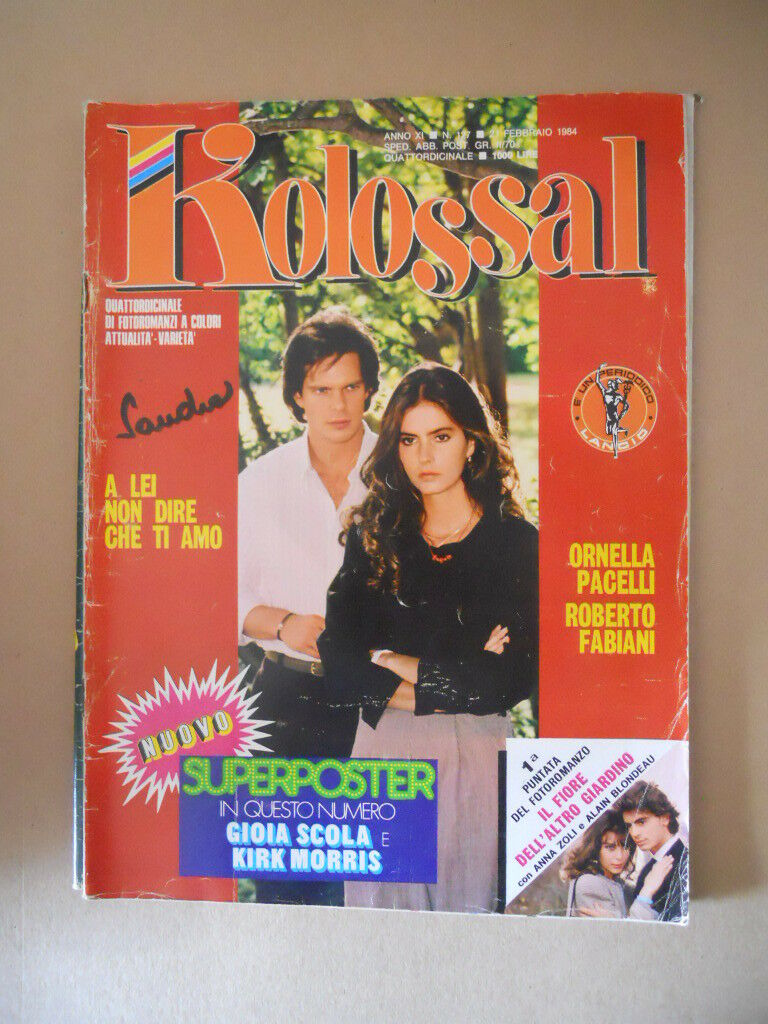 ANNO XI ■ N. 127 ■ 21 FEBBRAIO 1984
SPED. ABB. POST. GR. II/70
QUATTORDICINALE ■ 1000 LIRE
Kolossal
QUATTORDICINALE
DI FOTOROMANZI A COLORI
ATTUALITA'-VARIETA'
È UN PERIODICO
LANCIO
A LEI
NON DIRE
CHE TI AMO
ORNELLA
PACELLI
ROBERTO
FABIANI
NUOVO
SUPERPOSTER
IN QUESTO NUMERO
GIOIA SCOLA E
KIRK MORRIS
1a
PUNTATA
DEL FOTOROMANZO
IL FIORE
DELL'ALTRO GIARDINO
con ANNA ZOLI e ALAIN BLONDEAU